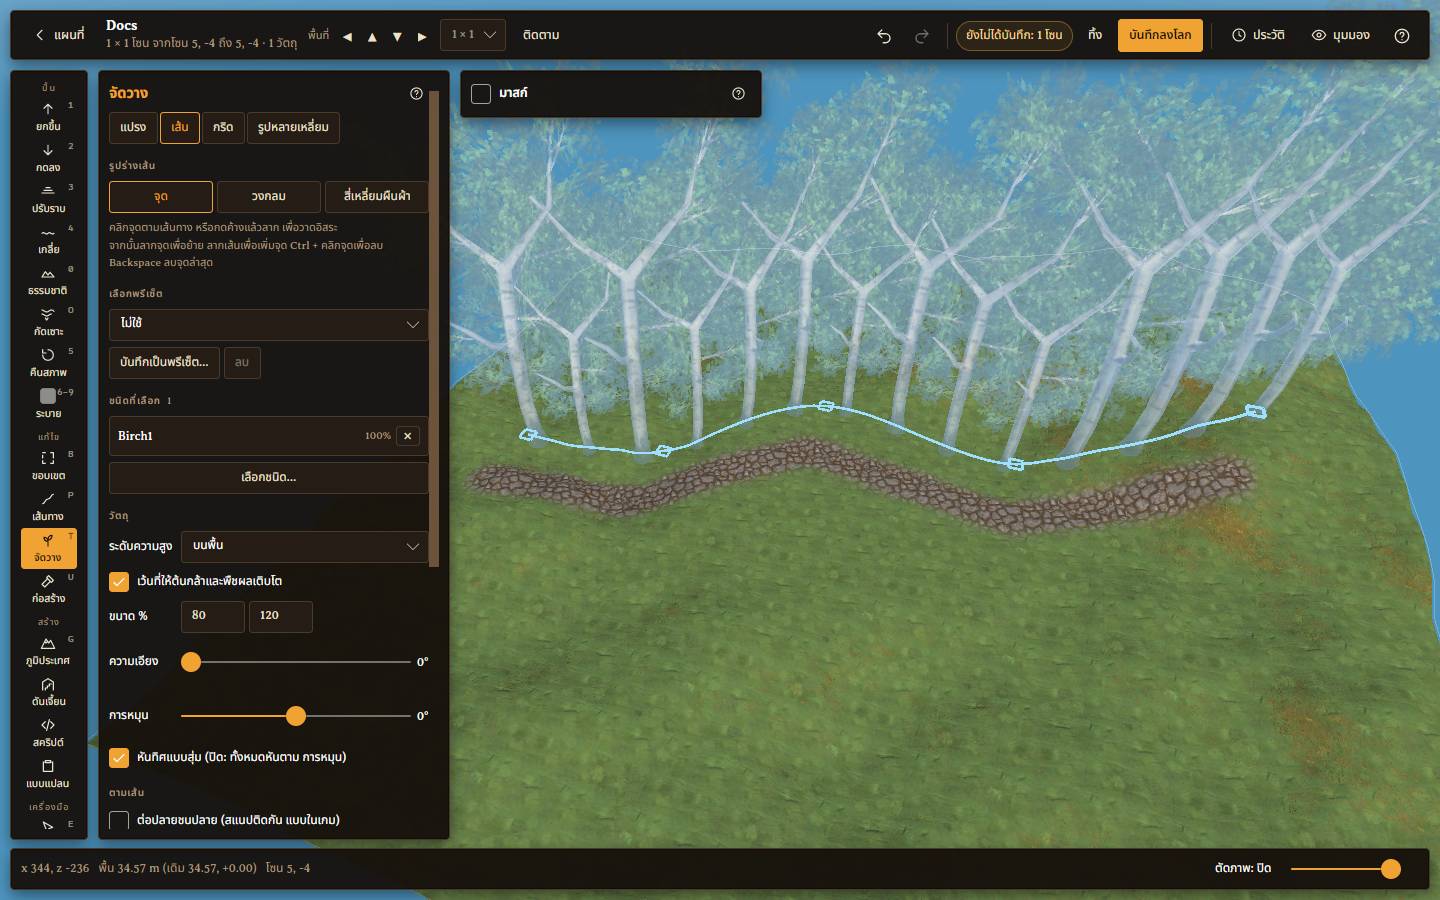 แผนที่
Docs
1 × 1 โซน จากโซน 5, -4 ถึง 5, -4 · 1 วัตถุ
พื้นที่
1 × 1
ติดตาม
ยังไม่ได้บันทึก: 1 โซน
ทิ้ง
บันทึกลงโลก
ประวัติ
มุมมอง
ปั้น
1
ยกขึ้น
2
กดลง
3
ปรับราบ
4
เกลี่ย
0
ธรรมชาติ
O
กัดเซาะ
5
คืนสภาพ
6–9
ระบาย
แก้ไข
B
ขอบเขต
P
เส้นทาง
T
จัดวาง
U
ก่อสร้าง
สร้าง
G
ภูมิประเทศ
ดันเจี้ยน
สคริปต์
แบบแปลน
เครื่องมือ
E
จัดวาง
แปรง
เส้น
กริด
รูปหลายเหลี่ยม
รูปร่างเส้น
จุด
วงกลม
สี่เหลี่ยมผืนผ้า
คลิกจุดตามเส้นทาง หรือกดค้างแล้วลาก เพื่อวาดอิสระ
จากนั้นลากจุดเพื่อย้าย ลากเส้นเพื่อเพิ่มจุด Ctrl + คลิกจุดเพื่อลบ
Backspace ลบจุดล่าสุด
เลือกพรีเซ็ต
ไม่ใช้
บันทึกเป็นพรีเซ็ต...
ลบ
ชนิดที่เลือก 1
Birch1
100%
เลือกชนิด...
วัตถุ
ระดับความสูง
บนพื้น
เว้นที่ให้ต้นกล้าและพืชผลเติบโต
ขนาด %
80
120
ความเอียง
0°
การหมุน
0°
หันทิศแบบสุ่ม (ปิด: ทั้งหมดหันตาม การหมุน)
ตามเส้น
ต่อปลายชนปลาย (สแนปติดกัน แบบในเกม)
มาสก์
x 344, z -236 พื้น 34.57 m (เดิม 34.57, +0.00) โซน 5, -4
ตัดภาพ: ปิด